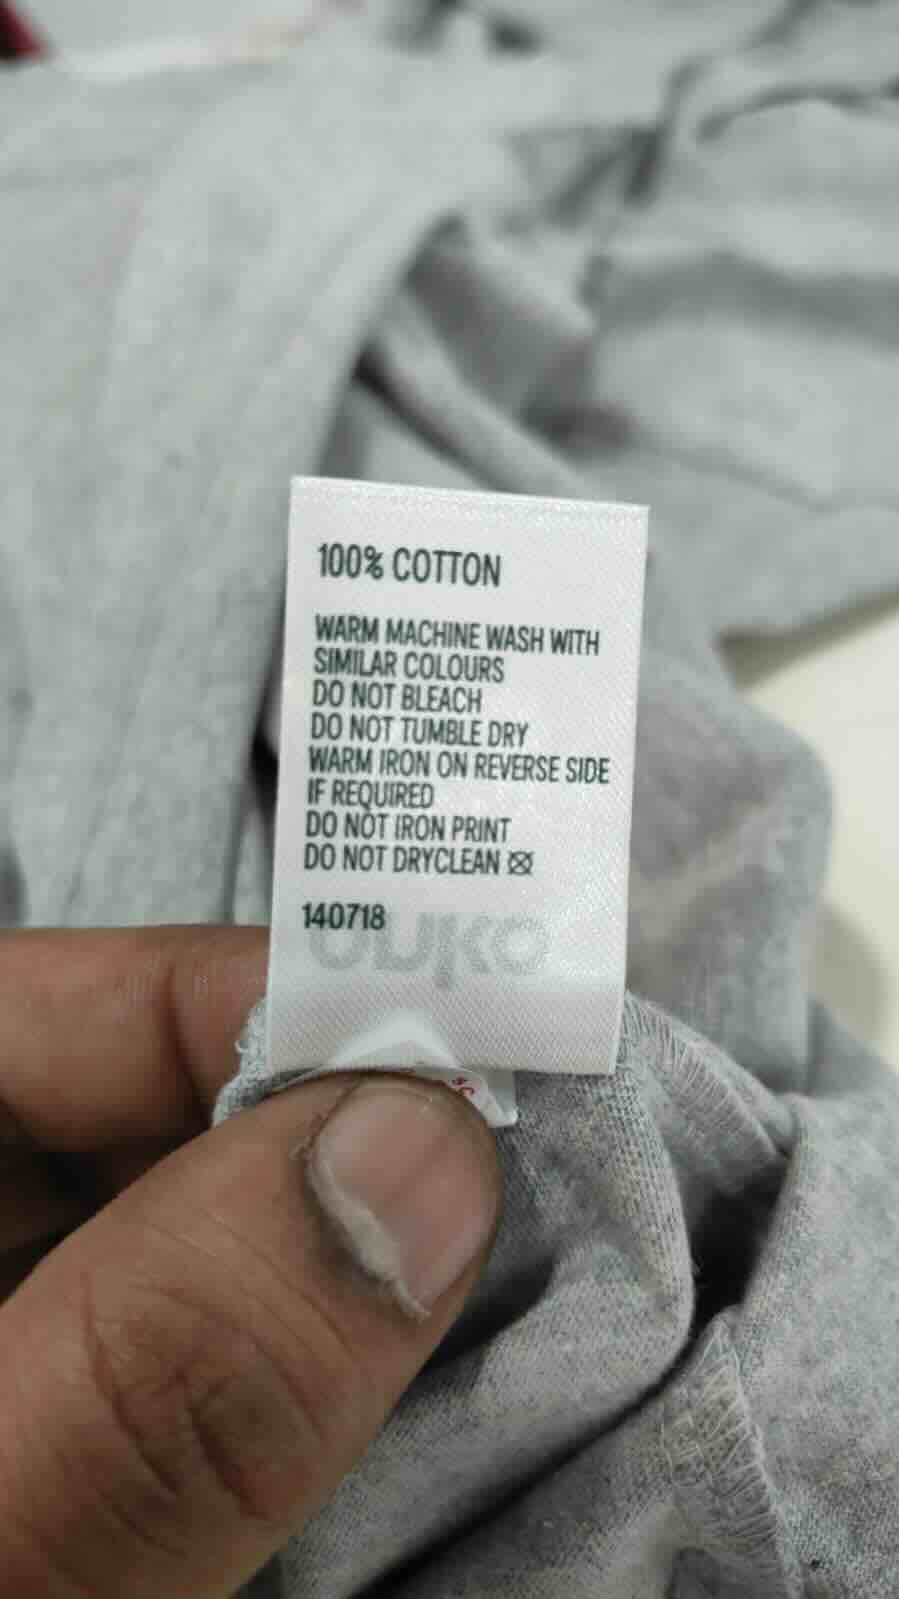 100% COTTON
WARM MACHINE WASH WITH
SIMILAR COLOURS
DO NOT BLEACH
DO NOT TUMBLE DRY
WARM IRON ON REVERSE SIDE
IF REQUIRED
DO NOT IRON PRINT
DO NOT DRYCLEAN
140718